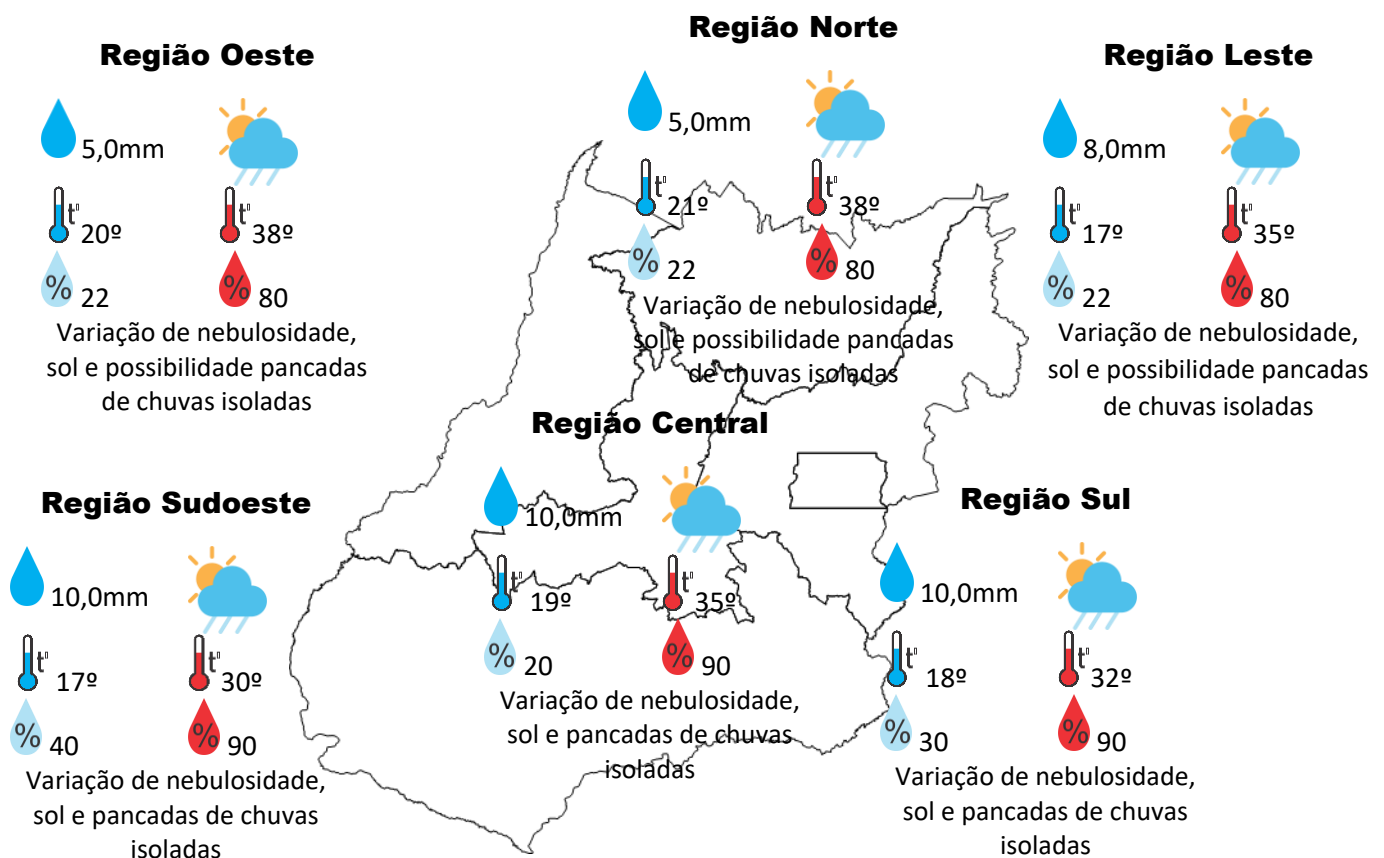 Região Oeste
5,0mm
t°
20º
38º
%
22
%
80
Variação de nebulosidade,
sol e possibilidade pancadas
de chuvas isoladas
Região Norte
5,0mm
t°
21º
t°
38º
%
22
%
80
Variação de nebulosidade,
sol e possibilidade pancadas
de chuvas isoladas
Região Leste
8,0mm
t°
17º
t°
35º
%
22
%
80
Variação de nebulosidade,
sol e possibilidade pancadas
de chuvas isoladas
Região Central
10,0mm
t°
19º
t°
35º
%
20
%
90
Variação de nebulosidade,
sol e pancadas de chuvas
isoladas
Região Sudoeste
10,0mm
t°
17º
t°
30º
%
40
%
90
Variação de nebulosidade,
sol e pancadas de chuvas
isoladas
Região Sul
10,0mm
t°
18º
t°
32º
%
30
%
90
Variação de nebulosidade,
sol e pancadas de chuvas
isoladas